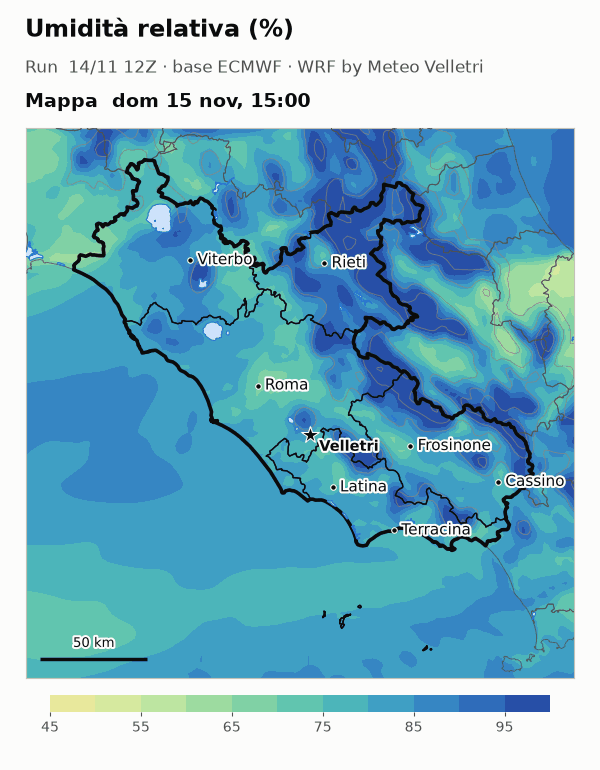 Umidità relativa (%)
Run 14/11 12Z · base ECMWF · WRF by Meteo Velletri
Mappa dom 15 nov, 15:00
Viterbo
Rieti
Roma
Velletri
Frosinone
Cassino
Latina
Terracina
50 km
45 55 65 75 85 95